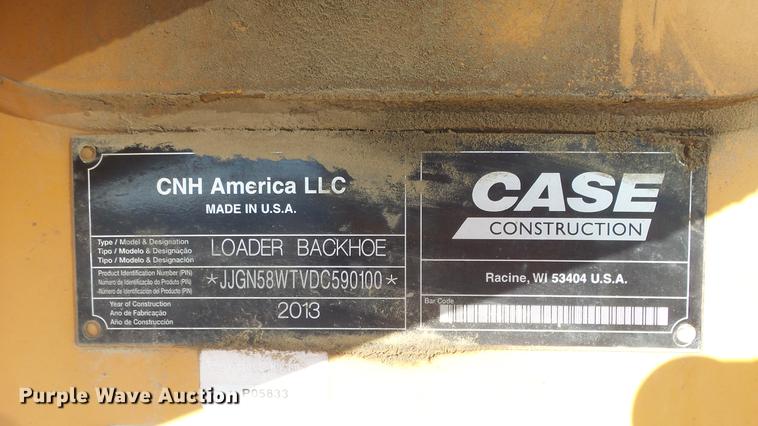 CNH America LLC
MADE IN U.S.A.
Type / Model & Designation
Tipo / Modelo & Designação
Tipo / Modelo & Designación
LOADER BACKHOE
Product Identification Number (PIN)
Número de Identificação do Produto (PIN)
Número de Identificación del Producto (PIN)
*JJGN58WTVDC590100*
Year of Construction
Ano de Fabricação
Año de Construcción
2013
CASE
CONSTRUCTION
Racine, WI 53404 U.S.A.
Bar Code
R05833
Purple Wave Auction